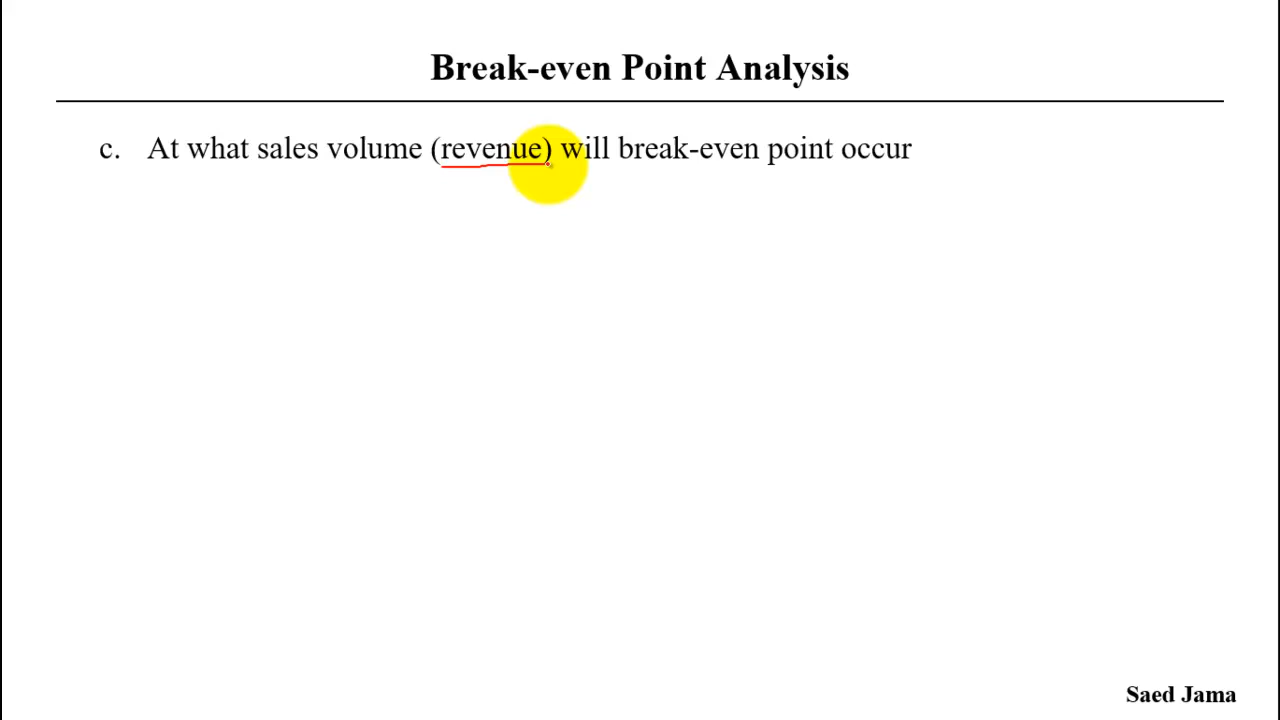 Break-even Point Analysis
c. At what sales volume (revenue) will break-even point occur
Saed Jama